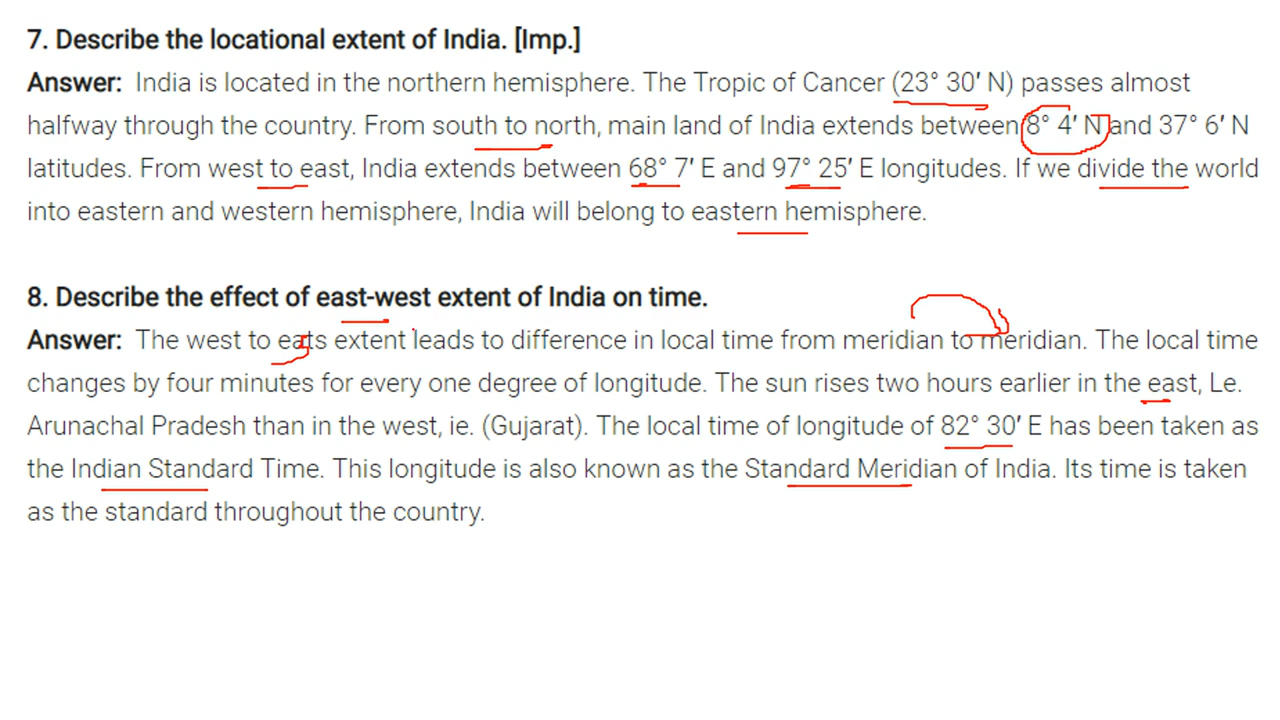 7. Describe the locational extent of India. [Imp.]
Answer: India is located in the northern hemisphere. The Tropic of Cancer (23° 30′ N) passes almost
halfway through the country. From south to north, main land of India extends between 8° 4′ N and 37° 6′ N
latitudes. From west to east, India extends between 68° 7′ E and 97° 25′ E longitudes. If we divide the world
into eastern and western hemisphere, India will belong to eastern hemisphere.
8. Describe the effect of east-west extent of India on time.
Answer: The west to eats extent leads to difference in local time from meridian to meridian. The local time
changes by four minutes for every one degree of longitude. The sun rises two hours earlier in the east, Le.
Arunachal Pradesh than in the west, ie. (Gujarat). The local time of longitude of 82° 30′ E has been taken as
the Indian Standard Time. This longitude is also known as the Standard Meridian of India. Its time is taken
as the standard throughout the country.